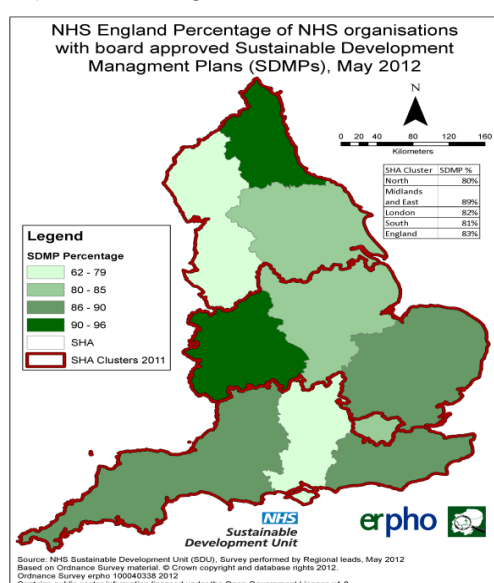 NHS England Percentage of NHS organisations
with board approved Sustainable Development
Managment Plans (SDMPs), May 2012
N
0 20 40 80 120 160
Kilometers
SHA Cluster SDMP %
North 80%
Midlands
and East 89%
London 82%
South 81%
England 83%
Legend
SDMP Percentage
62 - 79
80 - 85
86 - 90
90 - 96
SHA
SHA Clusters 2011
NHS
Sustainable
Development Unit
erpho
Source: NHS Sustainable Development Unit (SDU), Survey performed by Regional leads, May 2012
Based on Ordnance Survey material. © Crown copyright and database rights 2012.
Ordnance Survey erpho 100040338 2012